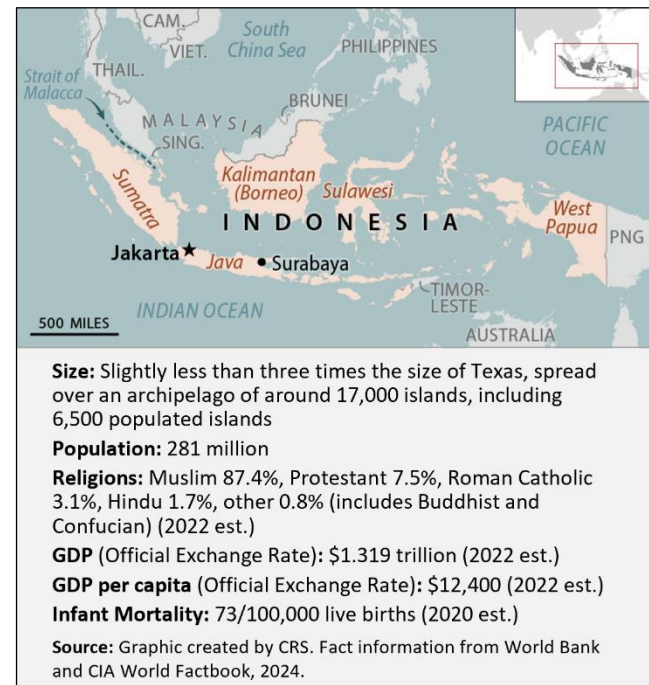 CAM.
South
China Sea
VIET.
PHILIPPINES
THAIL.
Strait of
Malacca
BRUNEI
MALAYSIA
SING.
PACIFIC
OCEAN
Kalimantan
(Borneo)
Sulawesi
Sumatra
West
Papua
INDONESIA
PNG
Jakarta
Java
Surabaya
TIMOR-
LESTE
INDIAN OCEAN
500 MILES
AUSTRALIA
Size: Slightly less than three times the size of Texas, spread
over an archipelago of around 17,000 islands, including
6,500 populated islands
Population: 281 million
Religions: Muslim 87.4%, Protestant 7.5%, Roman Catholic
3.1%, Hindu 1.7%, other 0.8% (includes Buddhist and
Confucian) (2022 est.)
GDP (Official Exchange Rate): $1.319 trillion (2022 est.)
GDP per capita (Official Exchange Rate): $12,400 (2022 est.)
Infant Mortality: 73/100,000 live births (2020 est.)
Source: Graphic created by CRS. Fact information from World Bank
and CIA World Factbook, 2024.